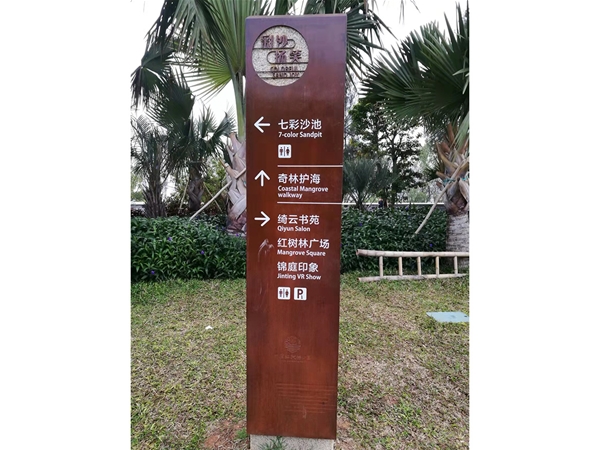 七彩沙池
7-color Sandpit
奇林护海
Coastal Mangrove
walkway
绮云书苑
Qiyun Salon
红树林广场
Mangrove Square
锦庭印象
Jinting VR Show
P